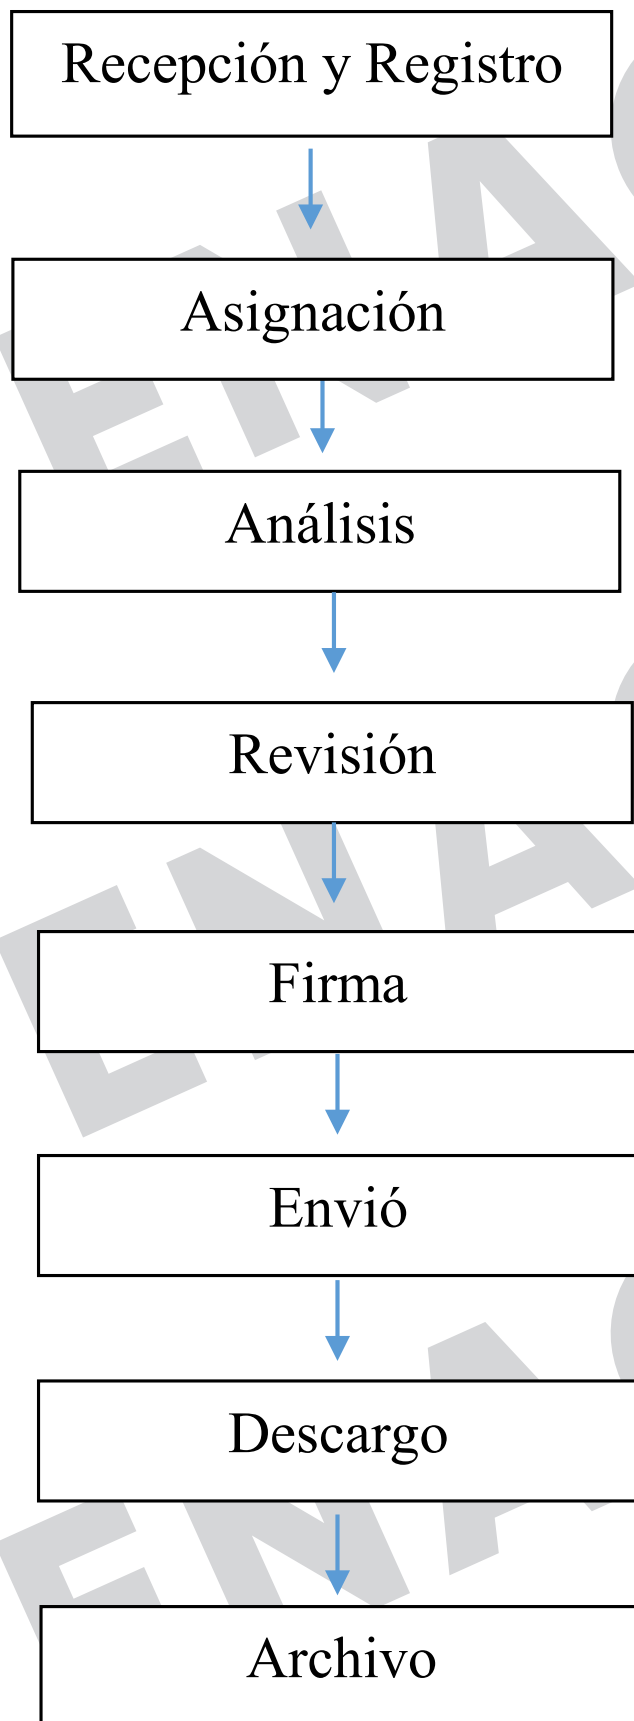 Recepción y Registro
Asignación
Análisis
Revisión
Firma
Envió
Descargo
Archivo